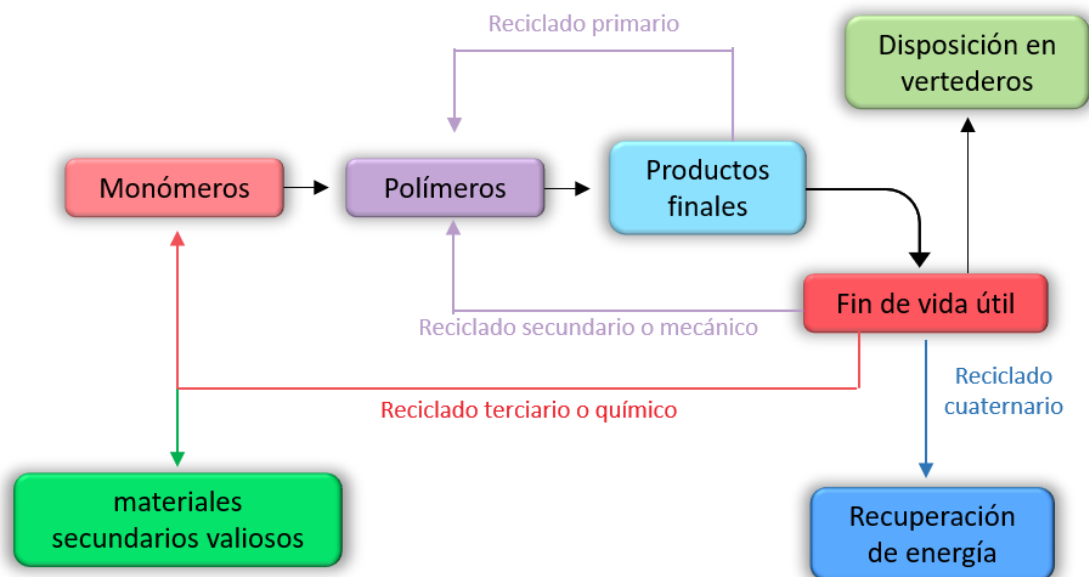 Reciclado primario
Disposición en
vertederos
Monómeros
Polímeros
Productos
finales
Fin de vida útil
Reciclado secundario o mecánico
Reciclado
cuaternario
Reciclado terciario o químico
materiales
secundarios valiosos
Recuperación
de energía